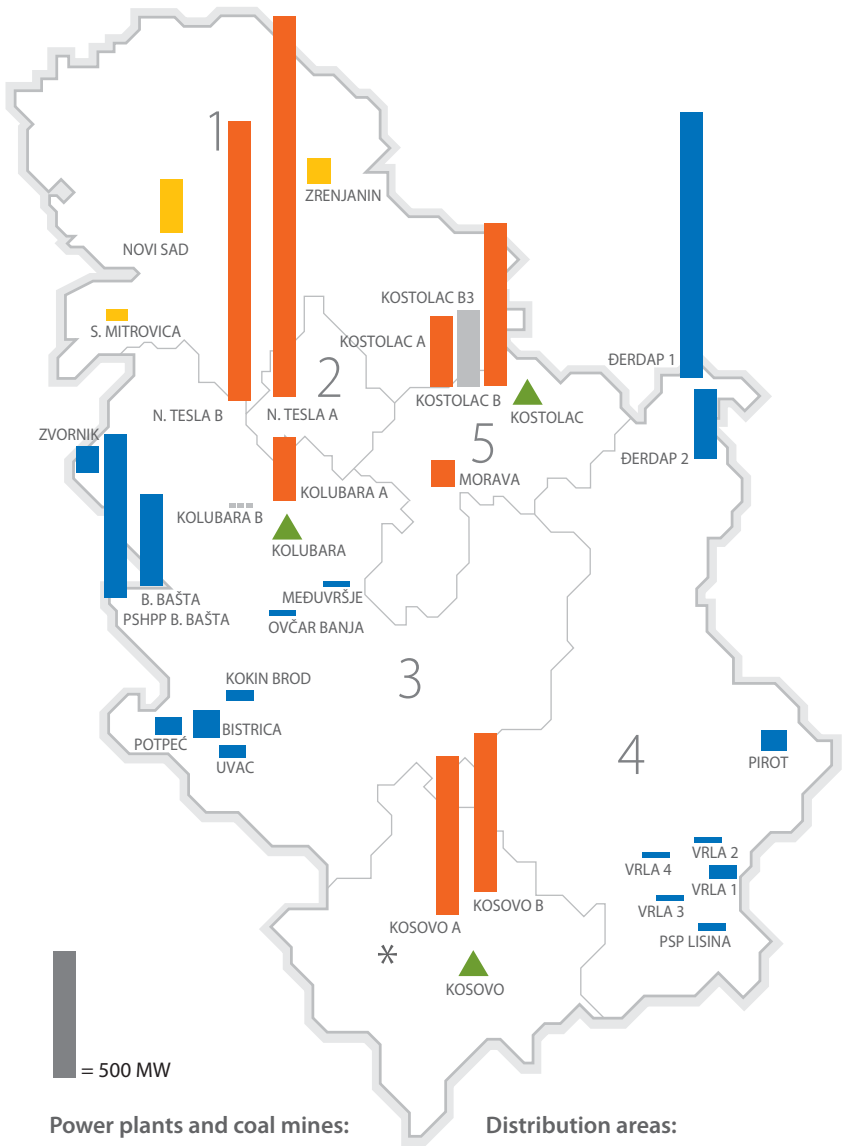 1
ZRENJANIN
NOVI SAD
KOSTOLAC B3
S. MITROVICA
KOSTOLAC A
ĐERDAP 1
2
N. TESLA B
N. TESLA A
KOSTOLAC B
KOSTOLAC
ZVORNIK
5
ĐERDAP 2
MORAVA
KOLUBARA A
KOLUBARA B
KOLUBARA
B. BAŠTA
MEĐUVRŠJE
PSHPP B. BAŠTA
OVČAR BANJA
KOKIN BROD
3
BISTRICA
POTPEĆ
UVAC
4
PIROT
VRLA 2
VRLA 4
VRLA 1
KOSOVO B
VRLA 3
KOSOVO A
PSP LISINA
*
KOSOVO
= 500 MW
Power plants and coal mines:
Distribution areas: